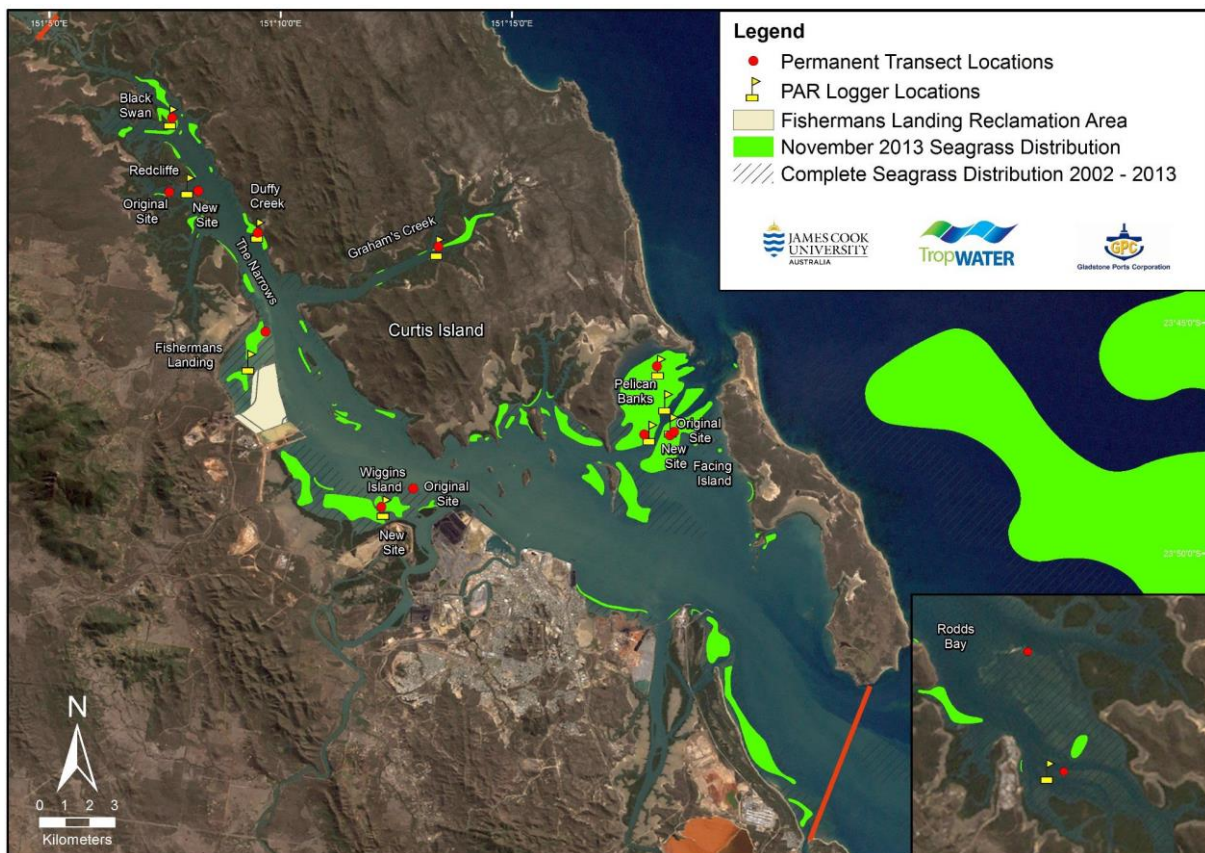 151°5'0"E
151°10'0"E
151°15'0"E
Legend
Permanent Transect Locations
PAR Logger Locations
Fishermans Landing Reclamation Area
November 2013 Seagrass Distribution
Complete Seagrass Distribution 2002 - 2013
JAMES COOK
UNIVERSITY
AUSTRALIA
TropWATER
GPC
Gladstone Ports Corporation
Black
Swan
Redcliffe
Original
Site
New
Site
Duffy
Creek
Graham's Creek
The Narrows
Curtis Island
Fishermans
Landing
Pelican
Banks
Original
Site
New
Site
Facing
Island
Wiggins
Island
Original
Site
New
Site
23°45'0"S
23°50'0"S
Rodds
Bay
N
0 1 2 3
Kilometers